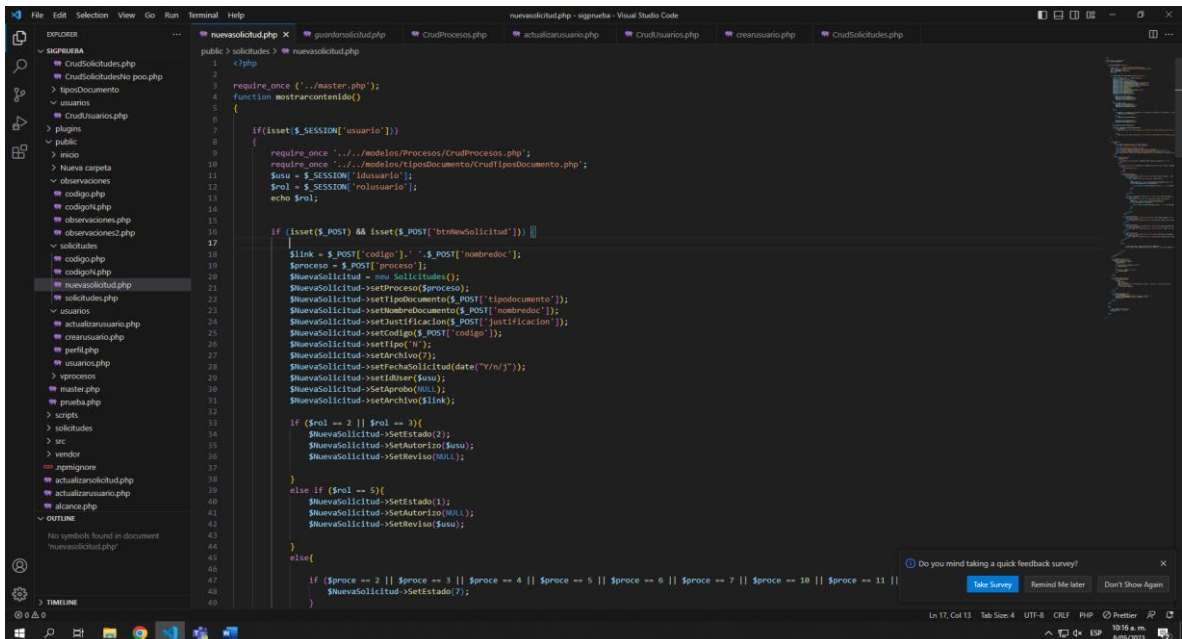 File Edit Selection View Go Run Terminal Help
nuevasolicitud.php - sigprueba - Visual Studio Code
EXPLORER
nuevasolicitud.php guardarsolicitud.php CrudProcesos.php actualizarusuario.php CrudUsuarios.php crearusuario.php CrudSolicitudes.php
SIGPRUEBA
CrudSolicitudes.php
CrudSolicitudesNo poo.php
tiposDocumento
usuarios
CrudUsuarios.php
plugins
public
inicio
Nueva carpeta
observaciones
codigo.php
codigoN.php
observaciones.php
observaciones2.php
solicitudes
codigo.php
codigoN.php
nuevasolicitud.php
solicitudes.php
usuarios
actualizarusuario.php
crearusuario.php
perfil.php
usuarios.php
vprocesos
master.php
prueba.php
scripts
solicitudes
src
vendor
.npmignore
actualizarsolicitud.php
actualizarusuario.php
alcance.php
OUTLINE
No symbols found in document
'nuevasolicitud.php'
TIMELINE
public > solicitudes > nuevasolicitud.php
1 <?php
2
3 require_once ('../master.php');
4 function mostrarcontenido()
5 {
6
7 if(isset($_SESSION['usuario']))
8 {
9 require_once '../../modelos/Procesos/CrudProcesos.php';
10 require_once '../../modelos/tiposDocumento/CrudTiposDocumento.php';
11 $usu = $_SESSION['idusuario'];
12 $rol = $_SESSION['rolusuario'];
13 echo $rol;
14
15
16 if (isset($_POST) && isset($_POST['btnNewSolicitud'])) {
17
18 $link = $_POST['codigo'].' '.$_POST['nombredoc'];
19 $proceso = $_POST['proceso'];
20 $NuevaSolicitud = new Solicitudes();
21 $NuevaSolicitud->setProceso($proceso);
22 $NuevaSolicitud->setTipoDocumento($_POST['tipodocumento']);
23 $NuevaSolicitud->setNombreDocumento($_POST['nombredoc']);
24 $NuevaSolicitud->setJustificacion($_POST['justificacion']);
25 $NuevaSolicitud->setCodigo($_POST['codigo']);
26 $NuevaSolicitud->setTipo('N');
27 $NuevaSolicitud->setArchivo(7);
28 $NuevaSolicitud->setFechaSolicitud(date("Y/n/j"));
29 $NuevaSolicitud->setIdUser($usu);
30 $NuevaSolicitud->SetAprobo(NULL);
31 $NuevaSolicitud->setArchivo($link);
32
33 if ($rol == 2 || $rol == 3){
34 $NuevaSolicitud->SetEstado(2);
35 $NuevaSolicitud->SetAutorizo($usu);
36 $NuevaSolicitud->SetReviso(NULL);
37
38 }
39 else if ($rol == 5){
40 $NuevaSolicitud->SetEstado(1);
41 $NuevaSolicitud->SetAutorizo(NULL);
42 $NuevaSolicitud->SetReviso($usu);
43
44 }
45 else{
46
47 if ($proce == 2 || $proce == 3 || $proce == 4 || $proce == 5 || $proce == 6 || $proce == 7 || $proce == 10 || $proce == 11 ||
48 $NuevaSolicitud->SetEstado(7);
49 }
Do you mind taking a quick feedback survey?
Take Survey Remind Me later Don't Show Again
0 0 Ln 17, Col 13 Tab Size: 4 UTF-8 CRLF PHP Prettier
ESP 10:16 a. m.
8/05/2023